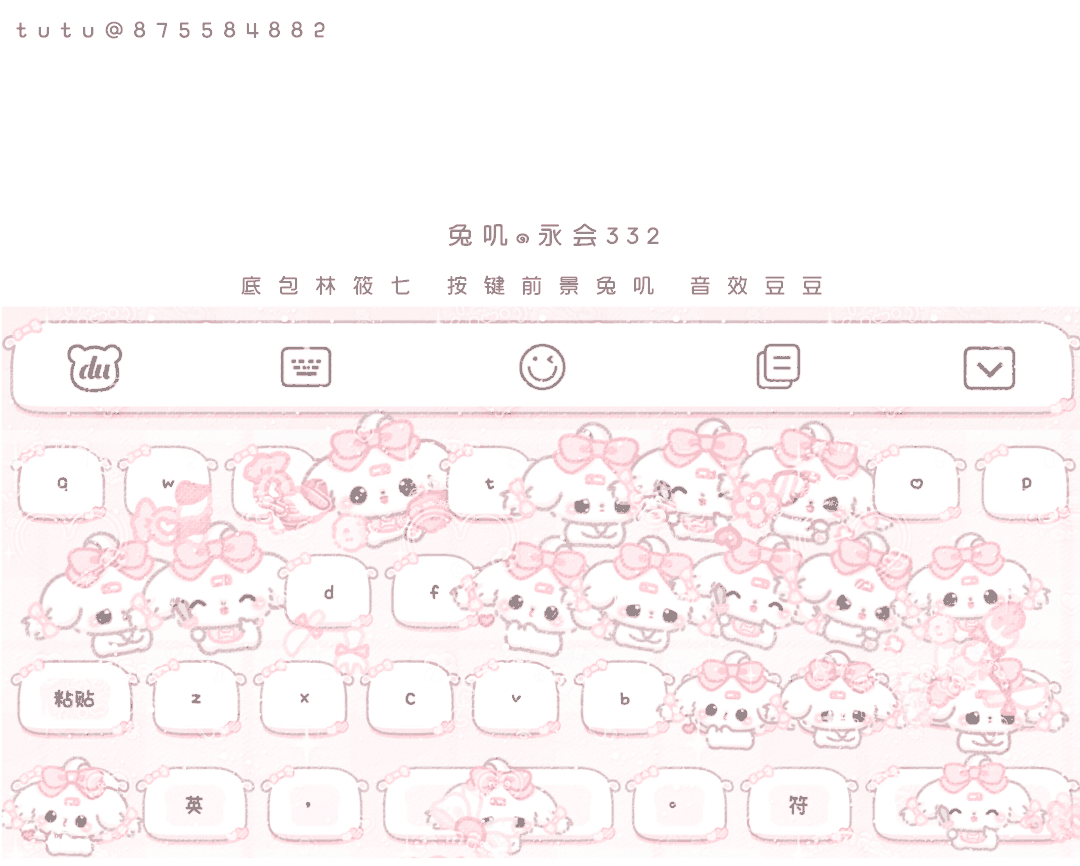 tutu@875584882
兔叽๑永会332
底包林筱七 按键前景兔叽 音效豆豆
du
q w t p
d f
粘贴 z x c v b
英 , 。 符